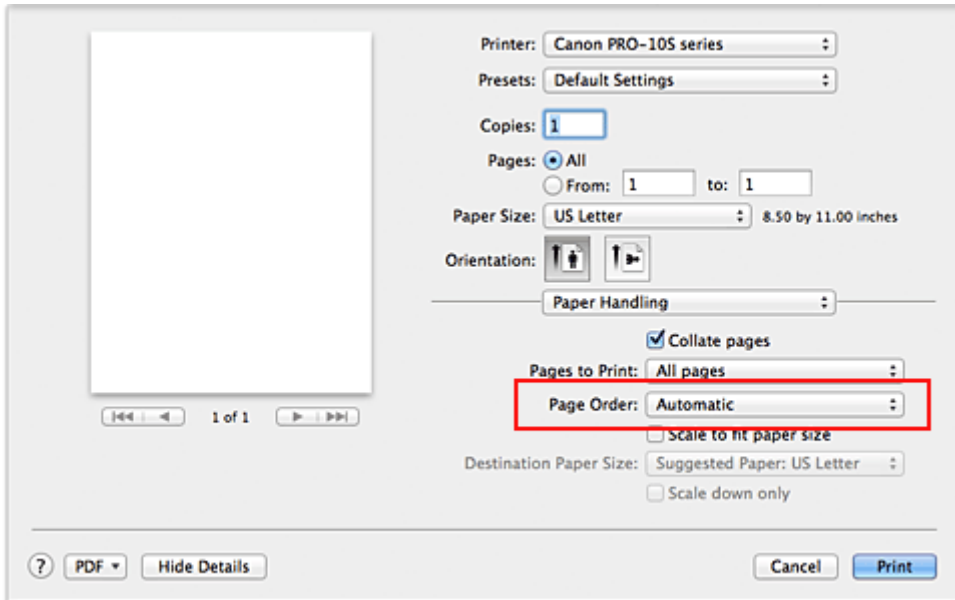 Printer: Canon PRO-10S series
Presets: Default Settings
Copies: 1
Pages: All
From: 1 to: 1
Paper Size: US Letter 8.50 by 11.00 inches
Orientation:
Paper Handling
Collate pages
Pages to Print: All pages
Page Order: Automatic
Scale to fit paper size
Destination Paper Size: Suggested Paper: US Letter
Scale down only
1 of 1
? PDF Hide Details Cancel Print